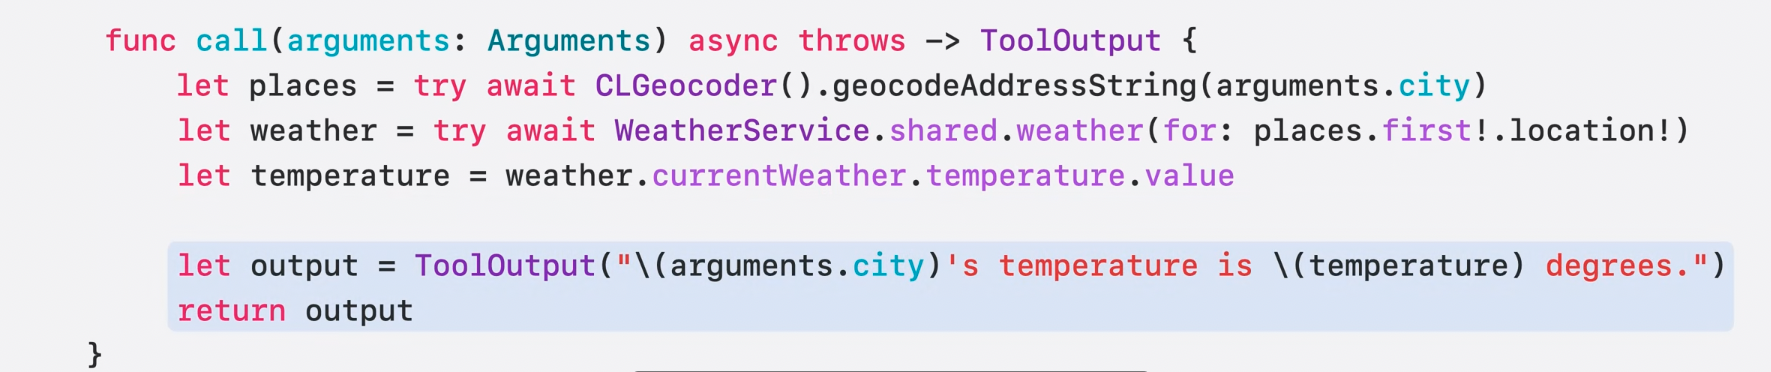 func call(arguments: Arguments) async throws -> ToolOutput {
let places = try await CLGeocoder().geocodeAddressString(arguments.city)
let weather = try await WeatherService.shared.weather(for: places.first!.location!)
let temperature = weather.currentWeather.temperature.value
let output = ToolOutput("\(arguments.city)'s temperature is \(temperature) degrees.")
return output
}